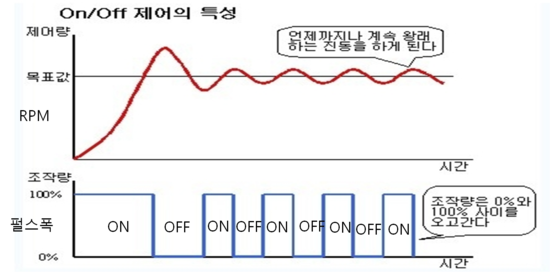 On/Off 제어의 특성
제어량
언제까지나 계속 왕래
하는 진동을 하게 된다
목표값
RPM
시간
조작량
100%
펄스폭
ON OFF ON OFF ON OFF ON OFF ON
조작량은 0%와
100% 사이를
오고간다
0%
시간